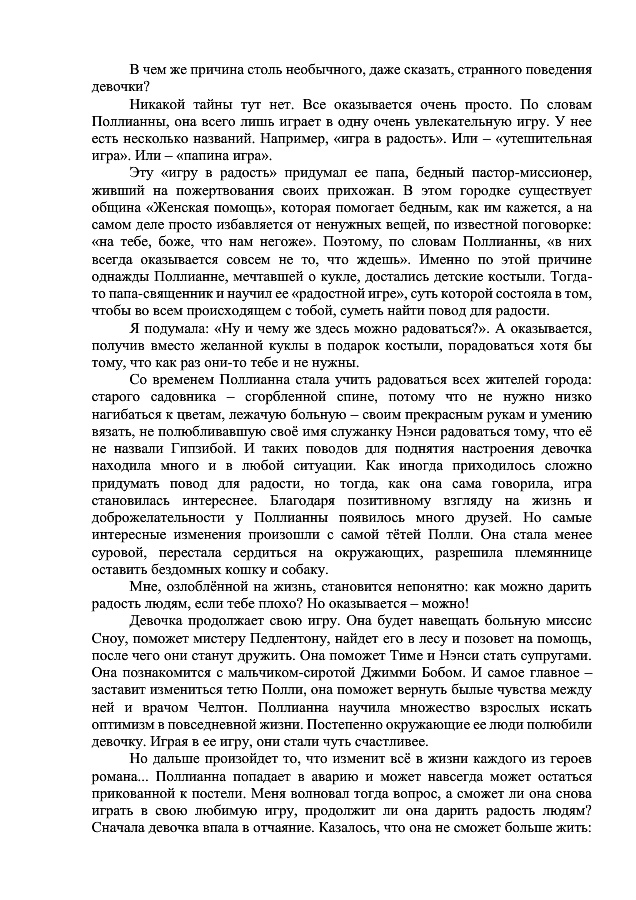 В чем же причина столь необычного, даже сказать, странного поведения
девочки?
Никакой тайны тут нет. Все оказывается очень просто. По словам
Поллианны, она всего лишь играет в одну очень увлекательную игру. У нее
есть несколько названий. Например, «игра в радость». Или – «утешительная
игра». Или – «папина игра».
Эту «игру в радость» придумал ее папа, бедный пастор-миссионер,
живший на пожертвования своих прихожан. В этом городке существует
община «Женская помощь», которая помогает бедным, как им кажется, а на
самом деле просто избавляется от ненужных вещей, по известной поговорке:
«на тебе, боже, что нам негоже». Поэтому, по словам Поллианны, «в них
всегда оказывается совсем не то, что ждешь». Именно по этой причине
однажды Поллианне, мечтавшей о кукле, достались детские костыли. Тогда-
то папа-священник и научил ее «радостной игре», суть которой состояла в том,
чтобы во всем происходящем с тобой, суметь найти повод для радости.
Я подумала: «Ну и чему же здесь можно радоваться?». А оказывается,
получив вместо желанной куклы в подарок костыли, порадоваться хотя бы
тому, что как раз они-то тебе и не нужны.
Со временем Поллианна стала учить радоваться всех жителей города:
старого садовника – сгорбленной спине, потому что не нужно низко
нагибаться к цветам, лежачую больную – своим прекрасным рукам и умению
вязать, не полюбливавшую своё имя служанку Нэнси радоваться тому, что её
не назвали Гипзибой. И таких поводов для поднятия настроения девочка
находила много и в любой ситуации. Как иногда приходилось сложно
придумать повод для радости, но тогда, как она сама говорила, игра
становилась интереснее. Благодаря позитивному взгляду на жизнь и
доброжелательности у Поллианны появилось много друзей. Но самые
интересные изменения произошли с самой тётей Полли. Она стала менее
суровой, перестала сердиться на окружающих, разрешила племяннице
оставить бездомных кошку и собаку.
Мне, озлоблённой на жизнь, становится непонятно: как можно дарить
радость людям, если тебе плохо? Но оказывается – можно!
Девочка продолжает свою игру. Она будет навещать больную миссис
Сноу, поможет мистеру Педлентону, найдет его в лесу и позовет на помощь,
после чего они станут дружить. Она поможет Тиме и Нэнси стать супругами.
Она познакомится с мальчиком-сиротой Джимми Бобом. И самое главное –
заставит измениться тетю Полли, она поможет вернуть былые чувства между
ней и врачом Челтон. Поллианна научила множество взрослых искать
оптимизм в повседневной жизни. Постепенно окружающие ее люди полюбили
девочку. Играя в ее игру, они стали чуть счастливее.
Но дальше произойдет то, что изменит всё в жизни каждого из героев
романа... Поллианна попадает в аварию и может навсегда может остаться
прикованной к постели. Меня волновал тогда вопрос, а сможет ли она снова
играть в свою любимую игру, продолжит ли она дарить радость людям?
Сначала девочка впала в отчаяние. Казалось, что она не сможет больше жить: